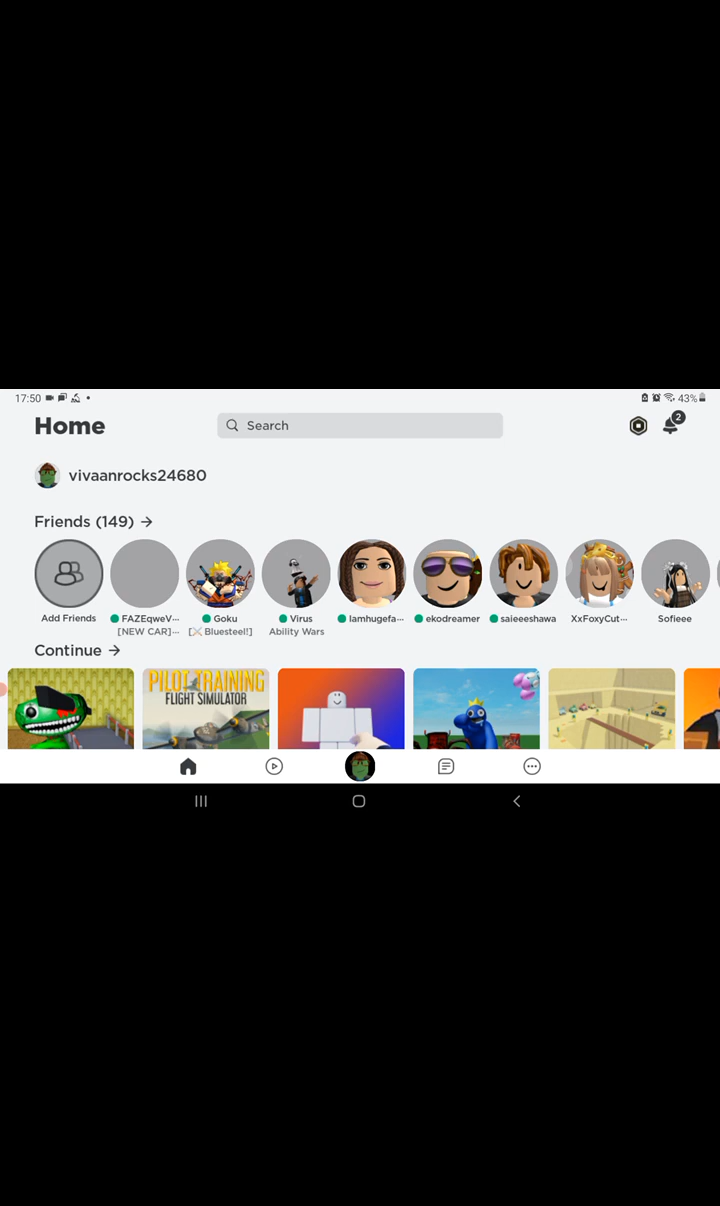 17:50
43%
Home
Search
2
vivaanrocks24680
Friends (149) →
Add Friends
FAZEqweV...
[NEW CAR]...
Goku
[⚔ Bluesteel!]
Virus
Ability Wars
Iamhugefa...
ekodreamer
saieeeshawa
XxFoxyCut...
Sofieee
Continue →
PILOT TRAINING
FLIGHT SIMULATOR